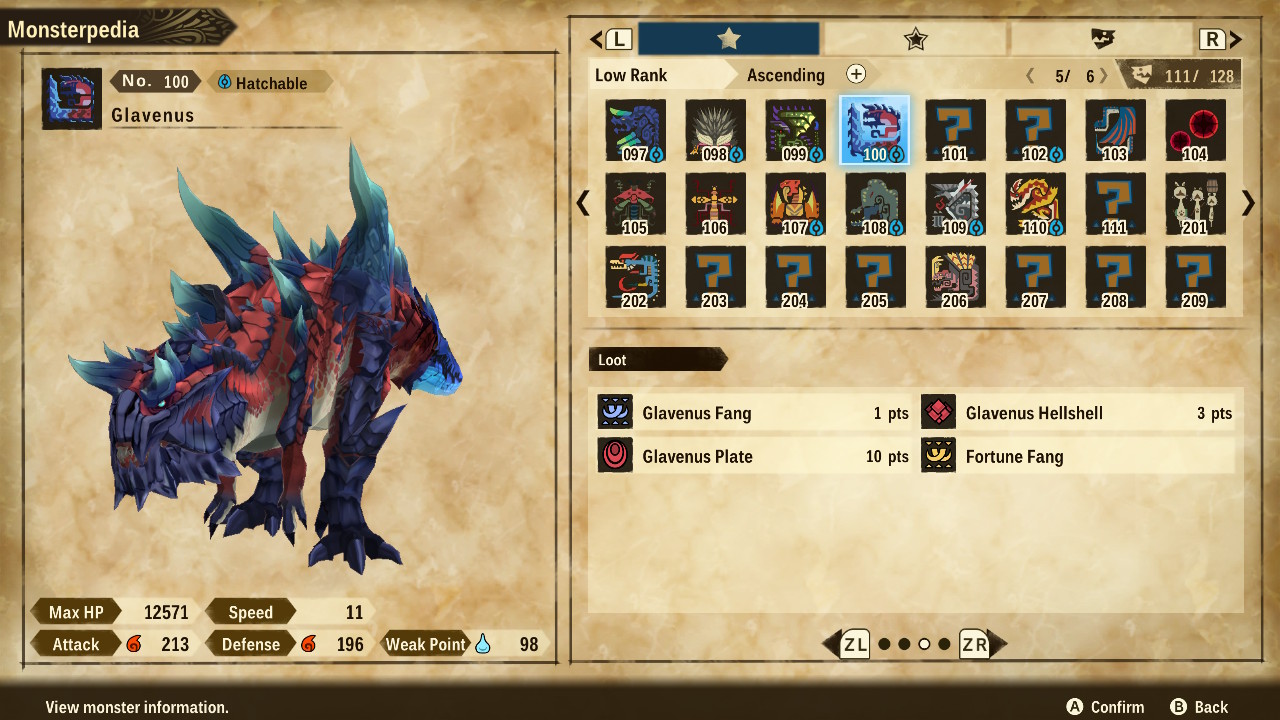 Monsterpedia
No. 100 Hatchable
Glavenus
Max HP 12571 Speed 11
Attack 213 Defense 196 Weak Point 98
L R
Low Rank Ascending + 5/ 6 111/ 128
097 098 099 100 101 102 103 104
105 106 107 108 109 110 111 201
202 203 204 205 206 207 208 209
Loot
Glavenus Fang 1 pts Glavenus Hellshell 3 pts
Glavenus Plate 10 pts Fortune Fang
ZL ZR
View monster information. A Confirm B Back